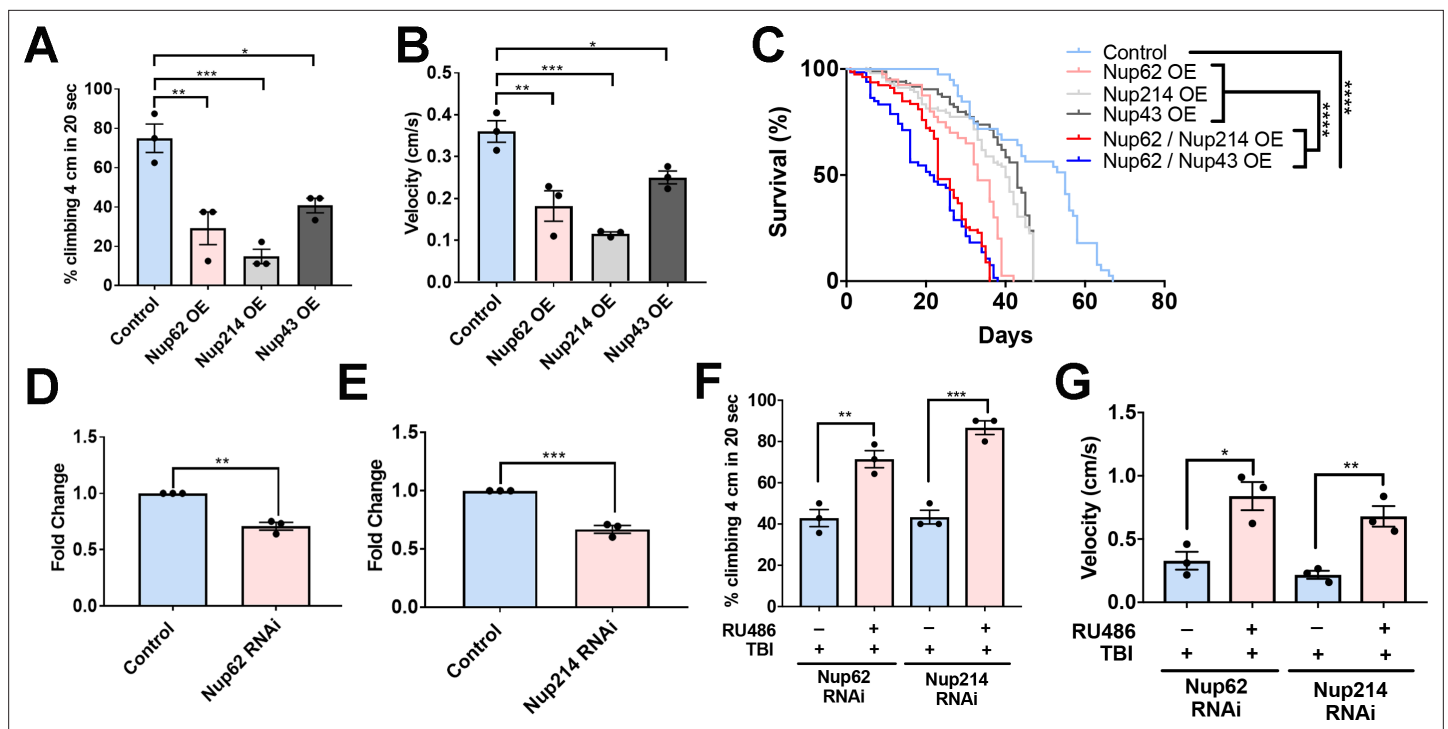 A
% climbing 4 cm in 20 sec
100
80
60
40
20
0
*
***
**
Control
Nup62 OE
Nup214 OE
Nup43 OE
B
Velocity (cm/s)
0.5
0.4
0.3
0.2
0.1
0.0
*
***
**
Control
Nup62 OE
Nup214 OE
Nup43 OE
C
Survival (%)
100
50
0
0
20
40
60
80
Days
Control
Nup62 OE
Nup214 OE
Nup43 OE
Nup62 / Nup214 OE
Nup62 / Nup43 OE
****
****
D
Fold Change
1.5
1.0
0.5
0.0
**
Control
Nup62 RNAi
E
Fold Change
1.5
1.0
0.5
0.0
***
Control
Nup214 RNAi
F
% climbing 4 cm in 20 sec
100
80
60
40
20
0
**
***
RU486 – + – +
TBI + + + +
Nup62
RNAi
Nup214
RNAi
G
Velocity (cm/s)
1.5
1.0
0.5
0.0
*
**
RU486 – + – +
TBI + + + +
Nup62
RNAi
Nup214
RNAi